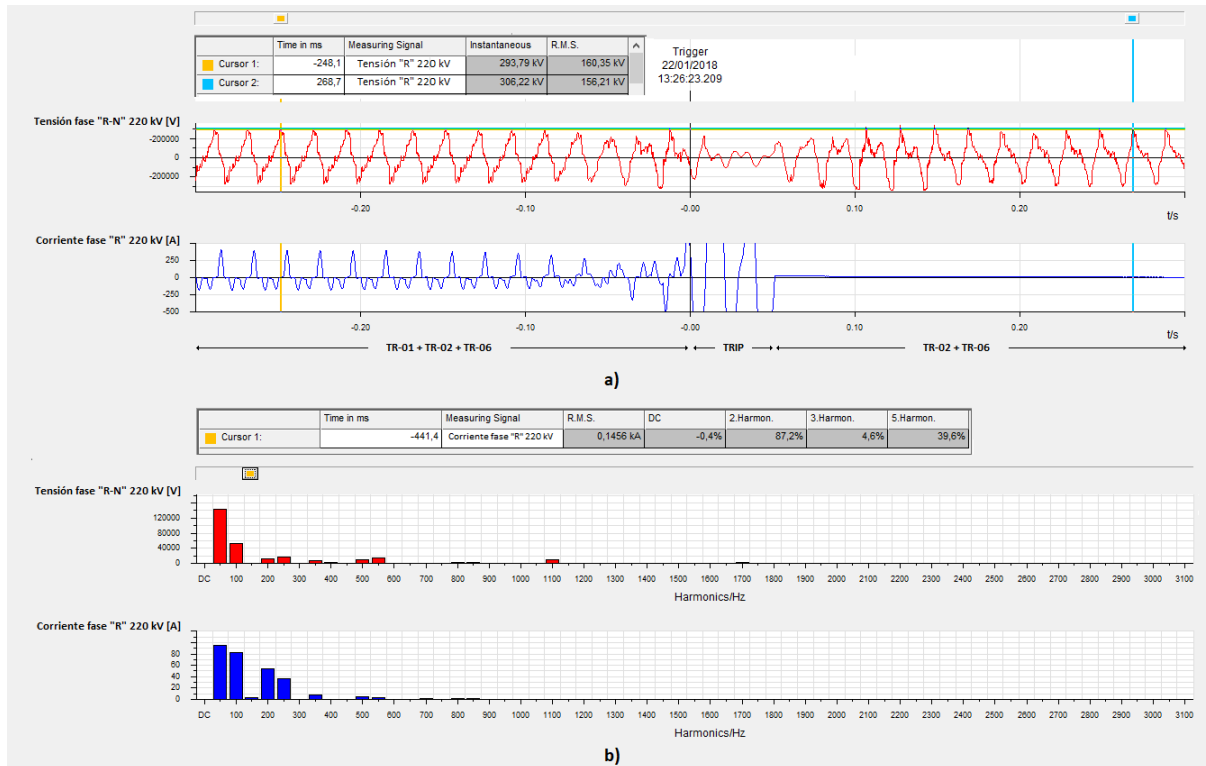 Time in ms Measuring Signal Instantaneous R.M.S.
Cursor 1: -248,1 Tensión "R" 220 kV 293,79 kV 160,35 kV
Cursor 2: 268,7 Tensión "R" 220 kV 306,22 kV 156,21 kV
Trigger
22/01/2018
13:26:23.209
Tensión fase "R-N" 220 kV [V]
-200000
0
-200000
-0.20 -0.10 -0.00 0.10 0.20
t/s
Corriente fase "R" 220 kV [A]
250
0
-250
-500
-0.20 -0.10 -0.00 0.10 0.20
t/s
TR-01 + TR-02 + TR-06 TRIP TR-02 + TR-06
a)
Time in ms Measuring Signal R.M.S. DC 2.Harmon. 3.Harmon. 5.Harmon.
Cursor 1: -441,4 Corriente fase "R" 220 kV 0,1456 kA -0,4% 87,2% 4,6% 39,6%
Tensión fase "R-N" 220 kV [V]
120000
80000
40000
0
DC 100 200 300 400 500 600 700 800 900 1000 1100 1200 1300 1400 1500 1600 1700 1800 1900 2000 2100 2200 2300 2400 2500 2600 2700 2800 2900 3000 3100
Harmonics/Hz
Corriente fase "R" 220 kV [A]
80
60
40
20
0
DC 100 200 300 400 500 600 700 800 900 1000 1100 1200 1300 1400 1500 1600 1700 1800 1900 2000 2100 2200 2300 2400 2500 2600 2700 2800 2900 3000 3100
Harmonics/Hz
b)